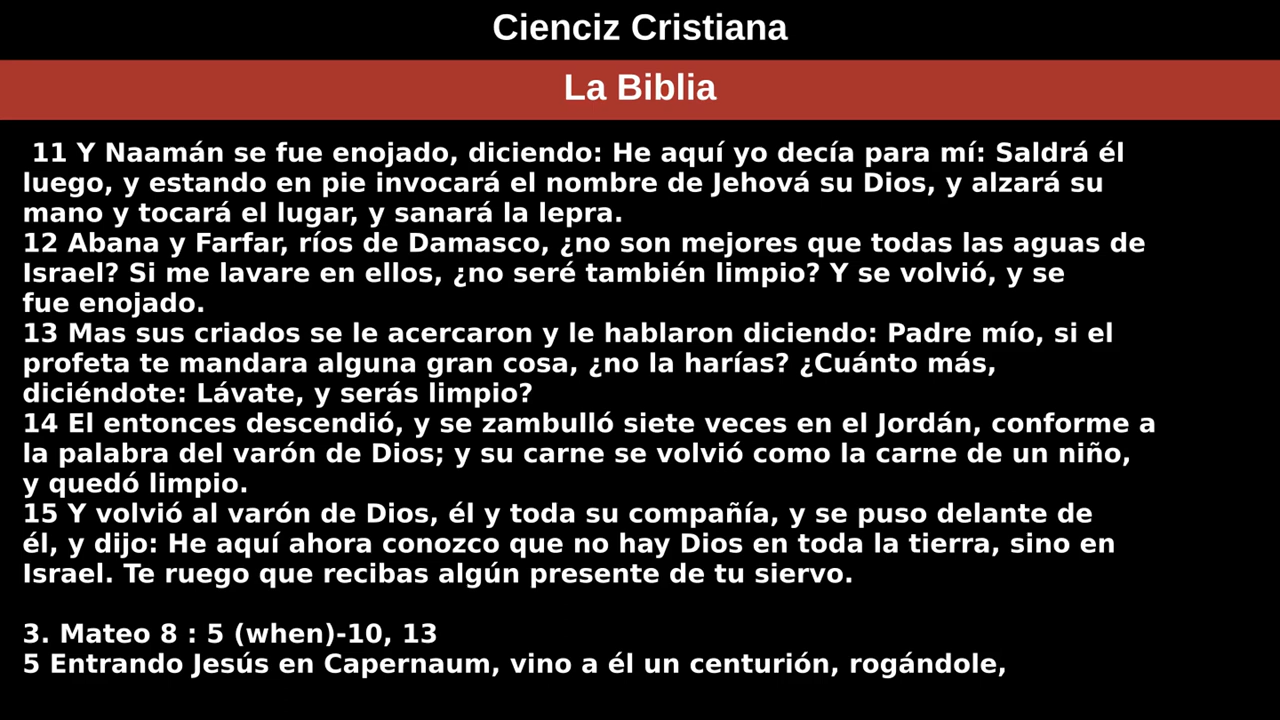 Cienciz Cristiana
La Biblia
11 Y Naamán se fue enojado, diciendo: He aquí yo decía para mí: Saldrá él
luego, y estando en pie invocará el nombre de Jehová su Dios, y alzará su
mano y tocará el lugar, y sanará la lepra.
12 Abana y Farfar, ríos de Damasco, ¿no son mejores que todas las aguas de
Israel? Si me lavare en ellos, ¿no seré también limpio? Y se volvió, y se
fue enojado.
13 Mas sus criados se le acercaron y le hablaron diciendo: Padre mío, si el
profeta te mandara alguna gran cosa, ¿no la harías? ¿Cuánto más,
diciéndote: Lávate, y serás limpio?
14 El entonces descendió, y se zambulló siete veces en el Jordán, conforme a
la palabra del varón de Dios; y su carne se volvió como la carne de un niño,
y quedó limpio.
15 Y volvió al varón de Dios, él y toda su compañía, y se puso delante de
él, y dijo: He aquí ahora conozco que no hay Dios en toda la tierra, sino en
Israel. Te ruego que recibas algún presente de tu siervo.
3. Mateo 8 : 5 (when)-10, 13
5 Entrando Jesús en Capernaum, vino a él un centurión, rogándole,